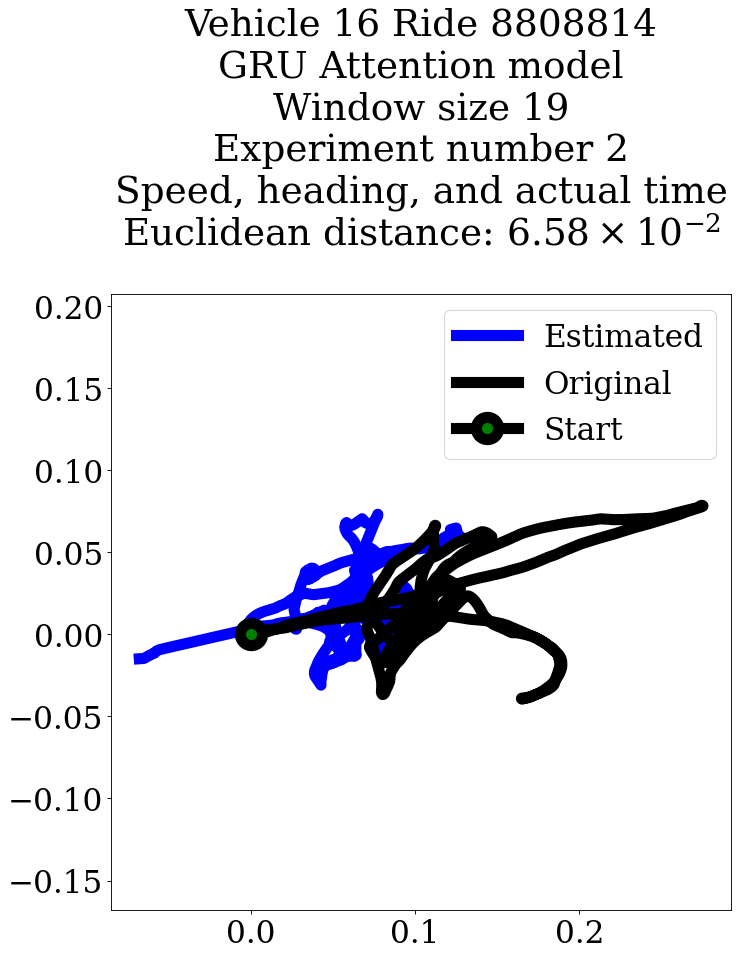 Vehicle 16 Ride 8808814
GRU Attention model
Window size 19
Experiment number 2
Speed, heading, and actual time
Euclidean distance: 6.58 × 10⁻²
Estimated
Original
Start
0.20
0.15
0.10
0.05
0.00
−0.05
−0.10
−0.15
0.0 0.1 0.2